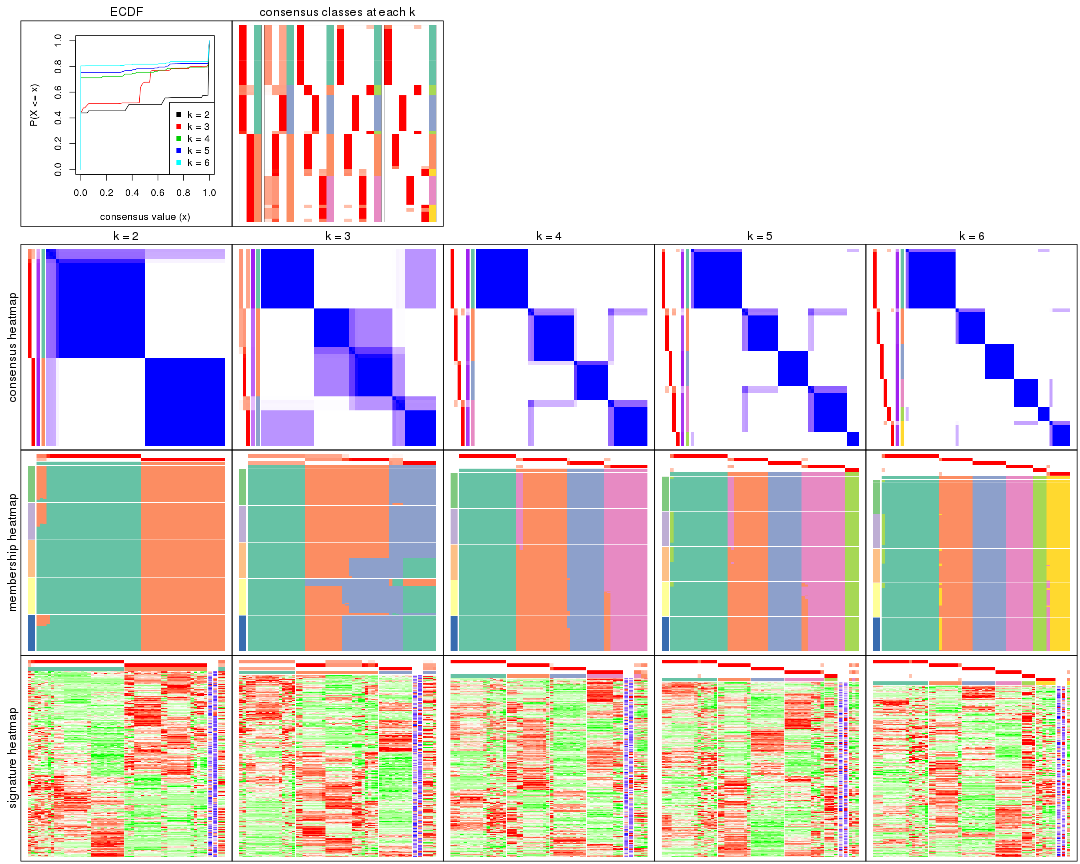 ECDF
consensus classes at each k
P(X <= x)
1.0
0.8
0.6
0.4
0.2
0.0
k = 2
k = 3
k = 4
k = 5
k = 6
0.0 0.2 0.4 0.6 0.8 1.0
consensus value (x)
k = 2
k = 3
k = 4
k = 5
k = 6
consensus heatmap
membership heatmap
signature heatmap